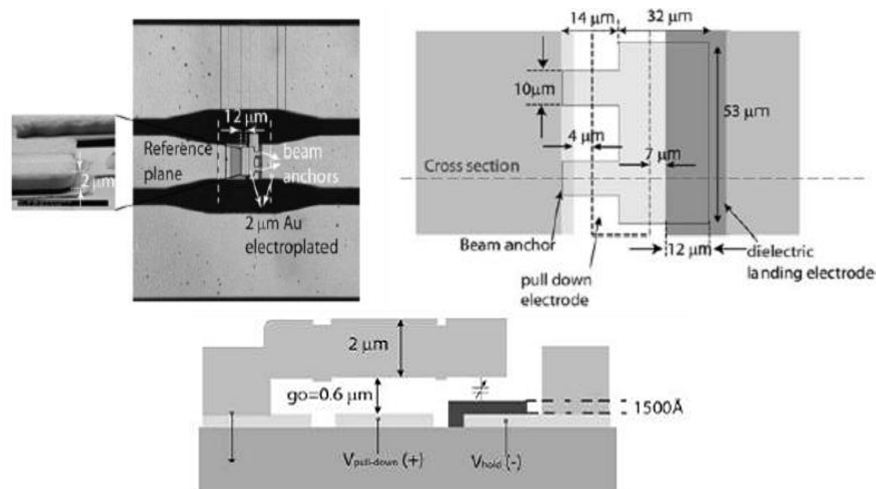 12 μm
Reference
plane
beam
anchors
2 μm
2 μm Au
electroplated
14 μm
32 μm
10μm
53 μm
4 μm
7 μm
Cross section
Beam anchor
12 μm
dielectric
landing electrode
pull down
electrode
2 μm
go=0.6 μm
1500Å
Vpull-down (+)
Vhold (-)